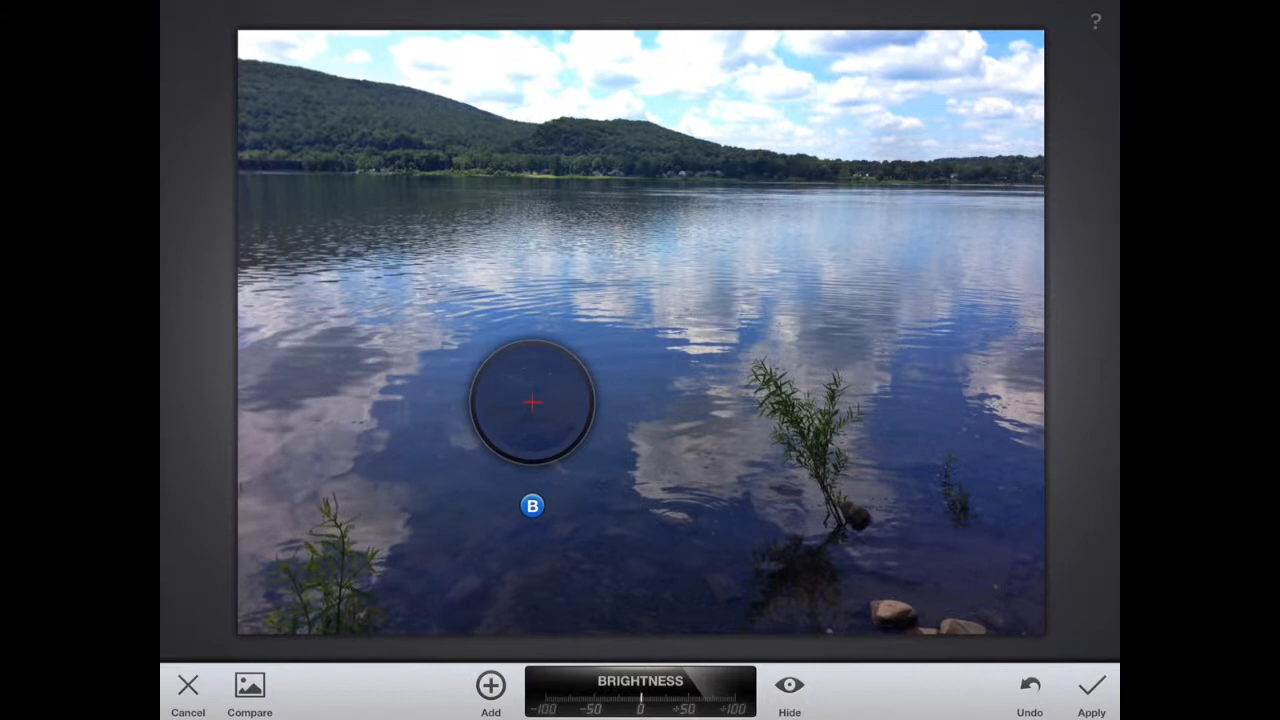 ?
B
BRIGHTNESS
-100 -50 0 +50 +100
Cancel Compare Add Hide Undo Apply